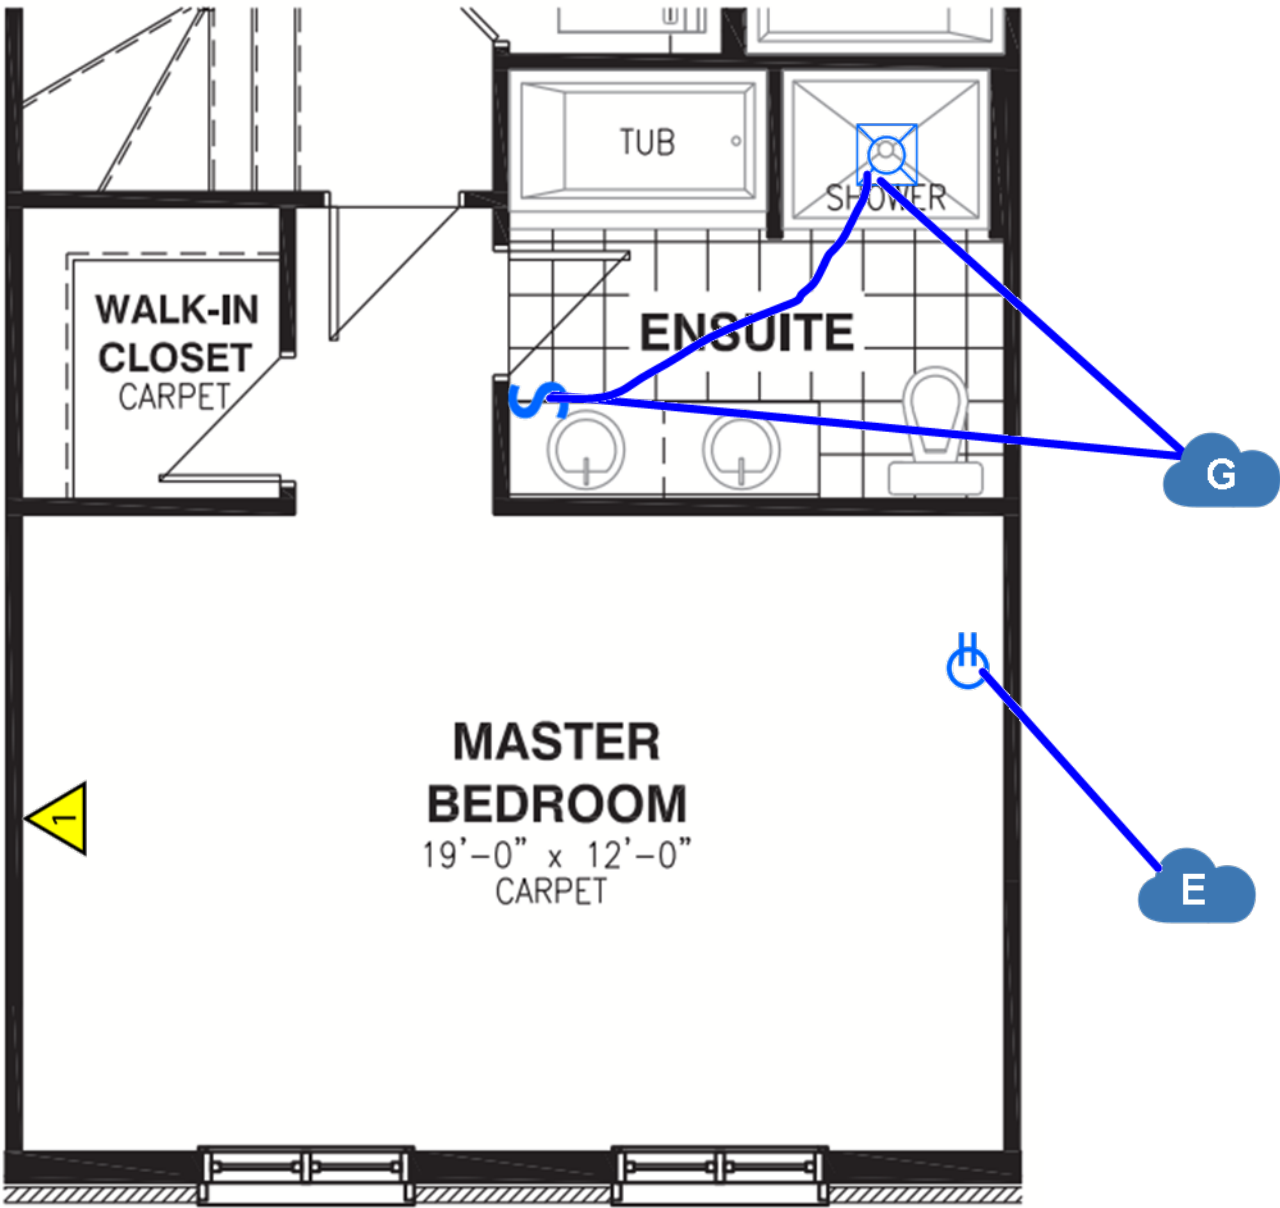 TUB
SHOWER
WALK-IN
CLOSET
CARPET
ENSUITE
S
G
MASTER
BEDROOM
19'-0" x 12'-0"
CARPET
1
E